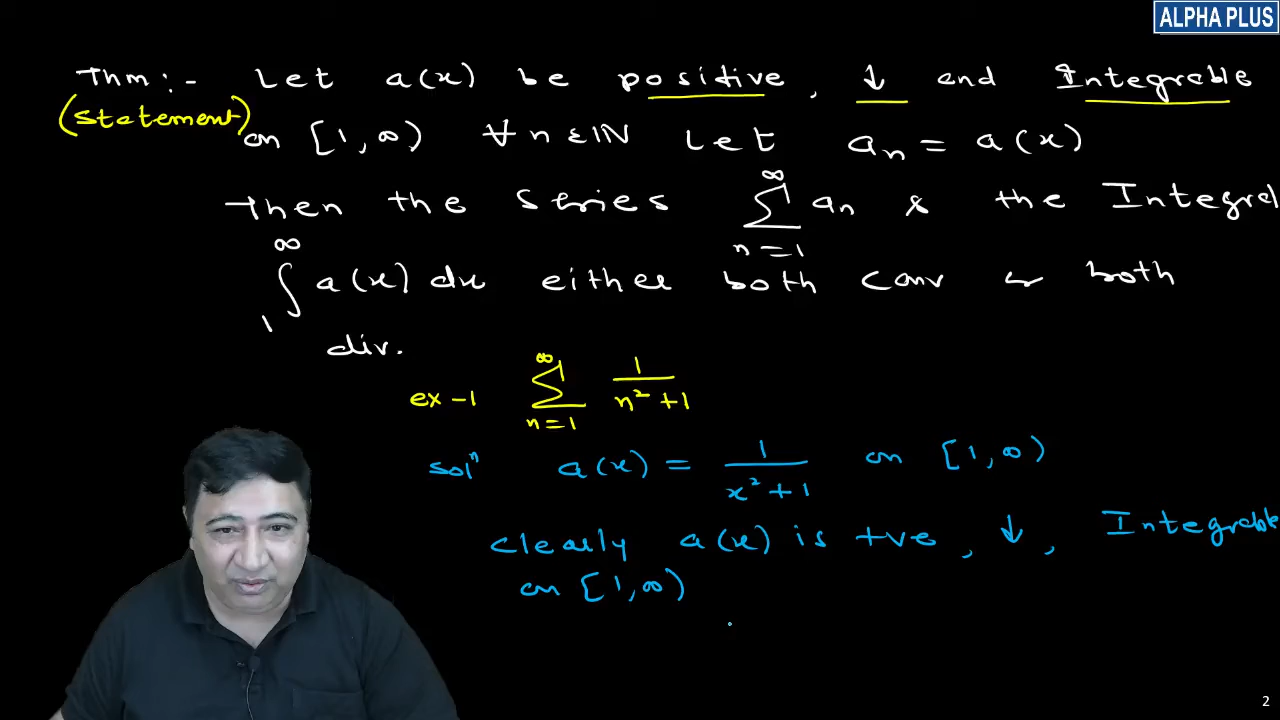 ALPHA PLUS
Thm :- Let a(x) be positive, ↓ and Integrable
(statement)
on [1, ∞) ∀ n ∈ IN Let aₙ = a(x)
Then the series ∞∑n=1 aₙ & the Integral
∞∫1 a(x) dx either both conv or both
div.
ex-1 ∞∑n=1 1/(n²+1)
solⁿ a(x) = 1/(x²+1) on [1, ∞)
clearly a(x) is +ve, ↓, Integrable
on [1, ∞)
2